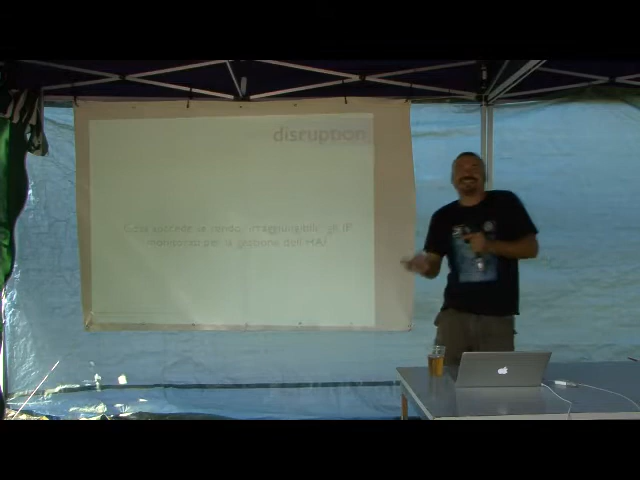 disruption
Cosa succede se rendo irraggiungibili gli IP
monitorati per la gestione dell'HA?